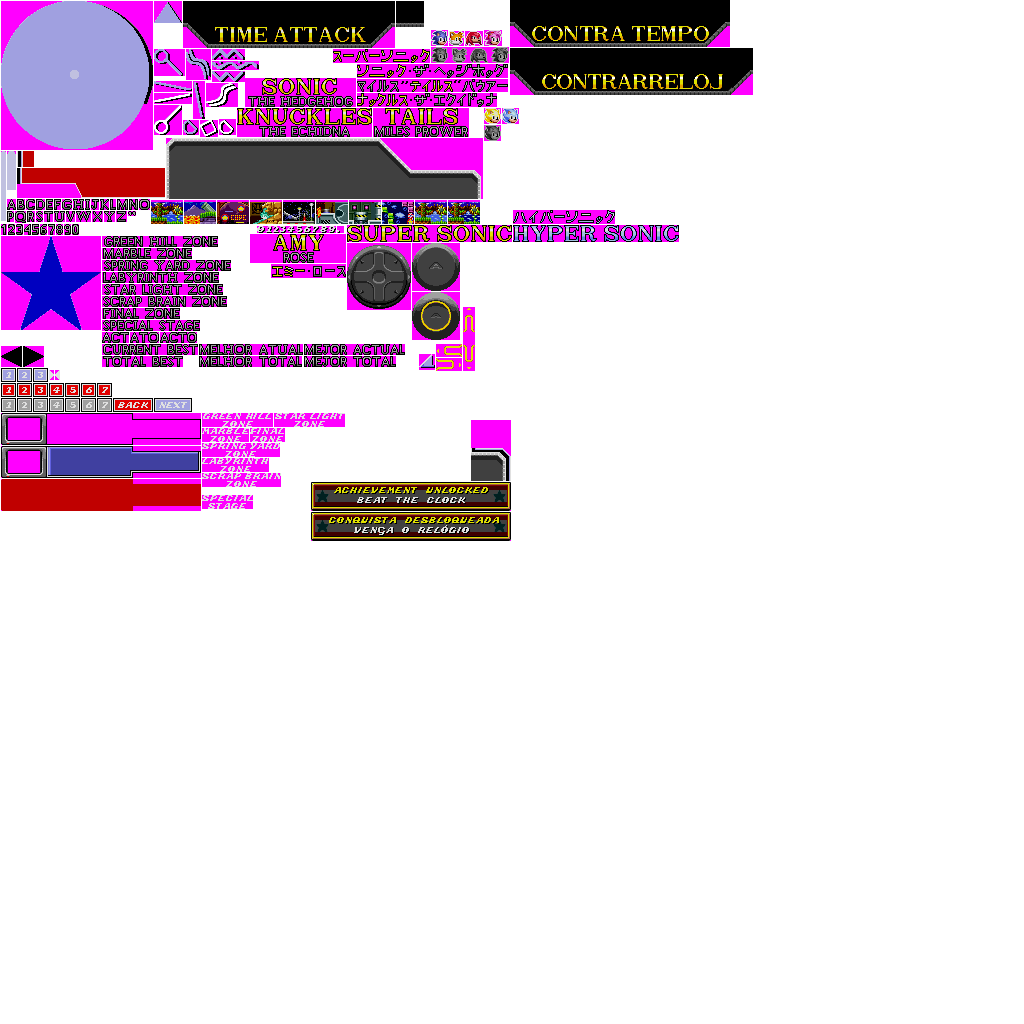 TIME ATTACK
CONTRA TEMPO
スーパーソニック
ソニック・ザ・ヘッジホッグ
CONTRARRELOJ
SONIC
マイルス"テイルス"パウアー
THE HEDGEHOG
ナックルス・ザ・エクィドゥナ
KNUCKLES
TAILS
THE ECHIDNA
MILES PROWER
ABCDEFGHIJKLMNO
PQRSTUVWXYZ"
ハイパーソニック
1234567890
SUPER SONIC
HYPER SONIC
AMY
ROSE
エミー・ロース
GREEN HILL ZONE
MARBLE ZONE
SPRING YARD ZONE
LABYRINTH ZONE
STAR LIGHT ZONE
SCRAP BRAIN ZONE
FINAL ZONE
SPECIAL STAGE
ACTATOACTO
CURRENT BEST
MELHOR ATUAL
MEJOR ACTUAL
TOTAL BEST
MELHOR TOTAL
MEJOR TOTAL
1 2 3
1 2 3 4 5 6 7
1 2 3 4 5 6 7 BACK NEXT
GREEN HILL
ZONE
STAR LIGHT
ZONE
MARBLE
ZONE
FINAL
ZONE
SPRING YARD
ZONE
LABYRINTH
ZONE
SCRAP BRAIN
ZONE
SPECIAL
STAGE
ACHIEVEMENT UNLOCKED
BEAT THE CLOCK
CONQUISTA DESBLOQUEADA
VENÇA O RELÓGIO